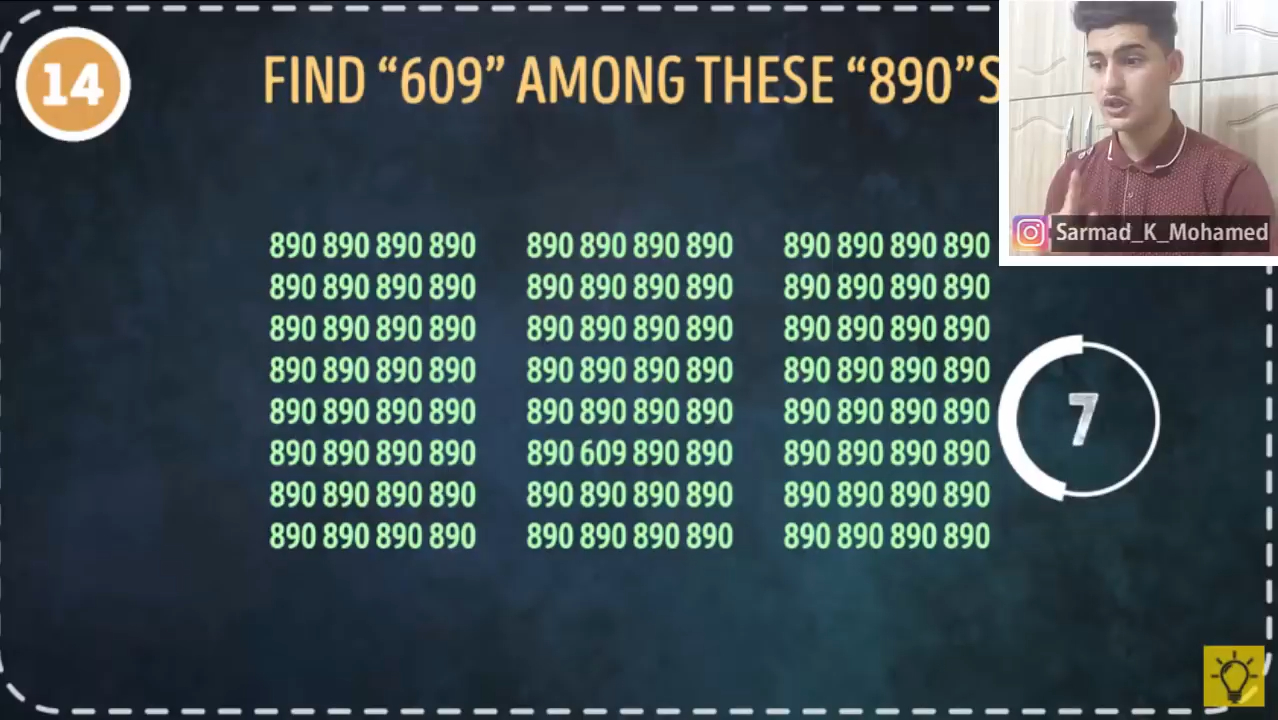 14
FIND “609” AMONG THESE “890”S
Sarmad_K_Mohamed
890 890 890 890 890 890 890 890 890 890 890 890
890 890 890 890 890 890 890 890 890 890 890 890
890 890 890 890 890 890 890 890 890 890 890 890
890 890 890 890 890 890 890 890 890 890 890 890
890 890 890 890 890 890 890 890 890 890 890 890
890 890 890 890 890 609 890 890 890 890 890 890
890 890 890 890 890 890 890 890 890 890 890 890
890 890 890 890 890 890 890 890 890 890 890 890
7